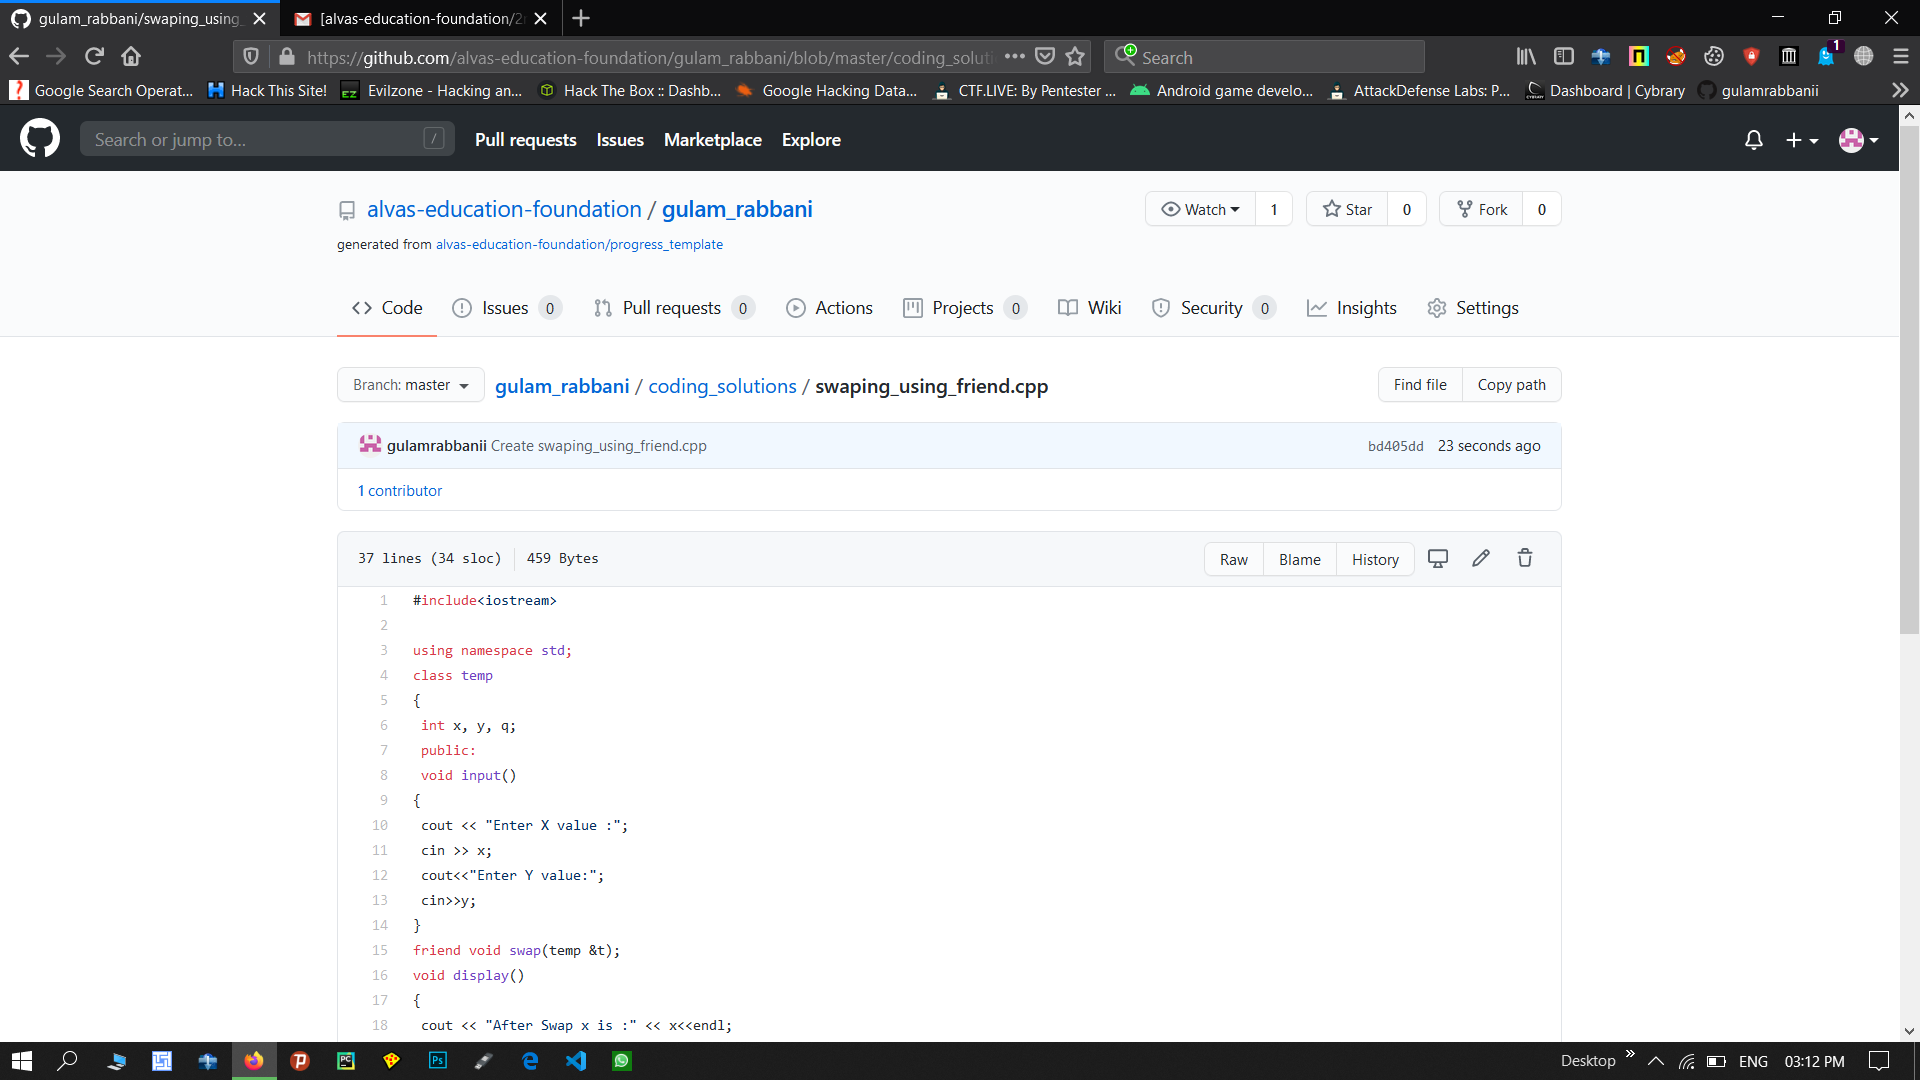 gulam_rabbani/swaping_using_
[alvas-education-foundation/2
https://github.com/alvas-education-foundation/gulam_rabbani/blob/master/coding_soluti
Search
1
Google Search Operat...
Hack This Site!
EZ Evilzone - Hacking an...
Hack The Box :: Dashb...
Google Hacking Data...
CTF.LIVE: By Pentester ...
Android game develo...
AttackDefense Labs: P...
Dashboard | Cybrary
gulamrabbanii
Search or jump to... /
Pull requests Issues Marketplace Explore
alvas-education-foundation / gulam_rabbani
Watch 1 Star 0 Fork 0
generated from alvas-education-foundation/progress_template
Code Issues 0 Pull requests 0 Actions Projects 0 Wiki Security 0 Insights Settings
Branch: master gulam_rabbani / coding_solutions / swaping_using_friend.cpp Find file Copy path
gulamrabbanii Create swaping_using_friend.cpp bd405dd 23 seconds ago
1 contributor
37 lines (34 sloc) 459 Bytes Raw Blame History
1 #include<iostream>
2
3 using namespace std;
4 class temp
5 {
6 int x, y, q;
7 public:
8 void input()
9 {
10 cout << "Enter X value :";
11 cin >> x;
12 cout<<"Enter Y value:";
13 cin>>y;
14 }
15 friend void swap(temp &t);
16 void display()
17 {
18 cout << "After Swap x is :" << x<<endl;
PC Ps
Desktop » ENG 03:12 PM